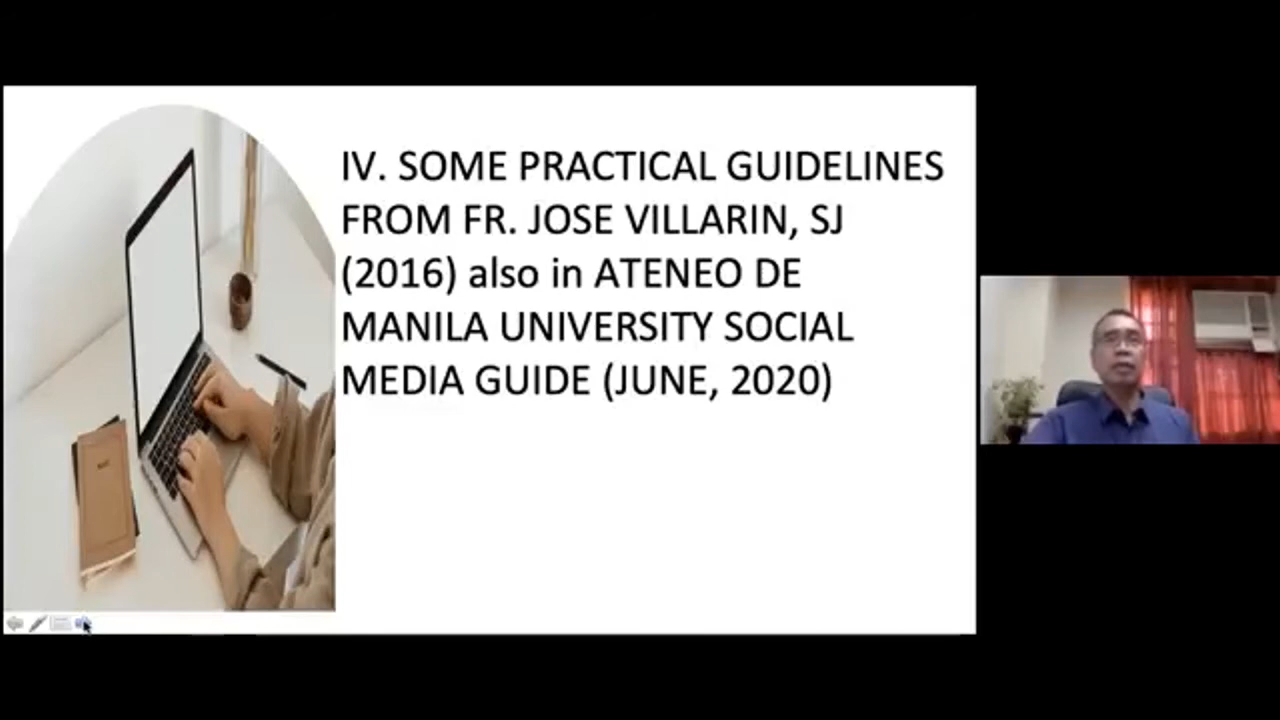 IV. SOME PRACTICAL GUIDELINES
FROM FR. JOSE VILLARIN, SJ
(2016) also in ATENEO DE
MANILA UNIVERSITY SOCIAL
MEDIA GUIDE (JUNE, 2020)